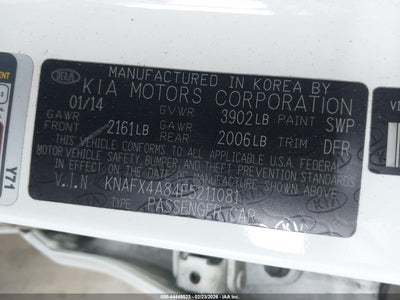 MANUFACTURED IN KOREA BY
KIA
KIA MOTORS CORPORATION
01/14 GVWR 3902LB PAINT SWP
GAWR FRONT 2161LB GAWR REAR 2006LB TRIM DFR
THIS VEHICLE CONFORMS TO ALL APPLICABLE U.S.A. FEDERAL
MOTOR VEHICLE SAFETY, BUMPER, AND THEFT PREVENTION
STANDARDS IN EFFECT ON THE DATE OF MANUFACTURE SHOWN ABOVE.
V.I.N KNAFX4A84E5211081
TYPE PASSENGER CAR
Y71
VI